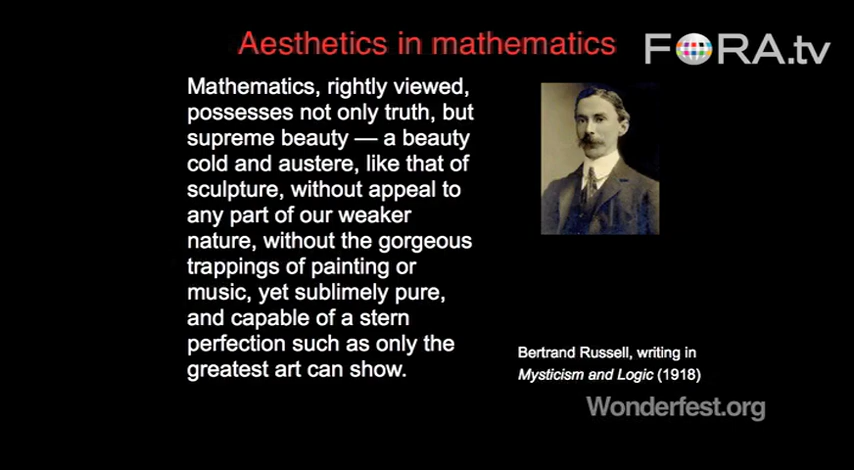 Aesthetics in mathematics
FORA.tv
Mathematics, rightly viewed,
possesses not only truth, but
supreme beauty — a beauty
cold and austere, like that of
sculpture, without appeal to
any part of our weaker
nature, without the gorgeous
trappings of painting or
music, yet sublimely pure,
and capable of a stern
perfection such as only the
greatest art can show.
Bertrand Russell, writing in
Mysticism and Logic (1918)
Wonderfest.org